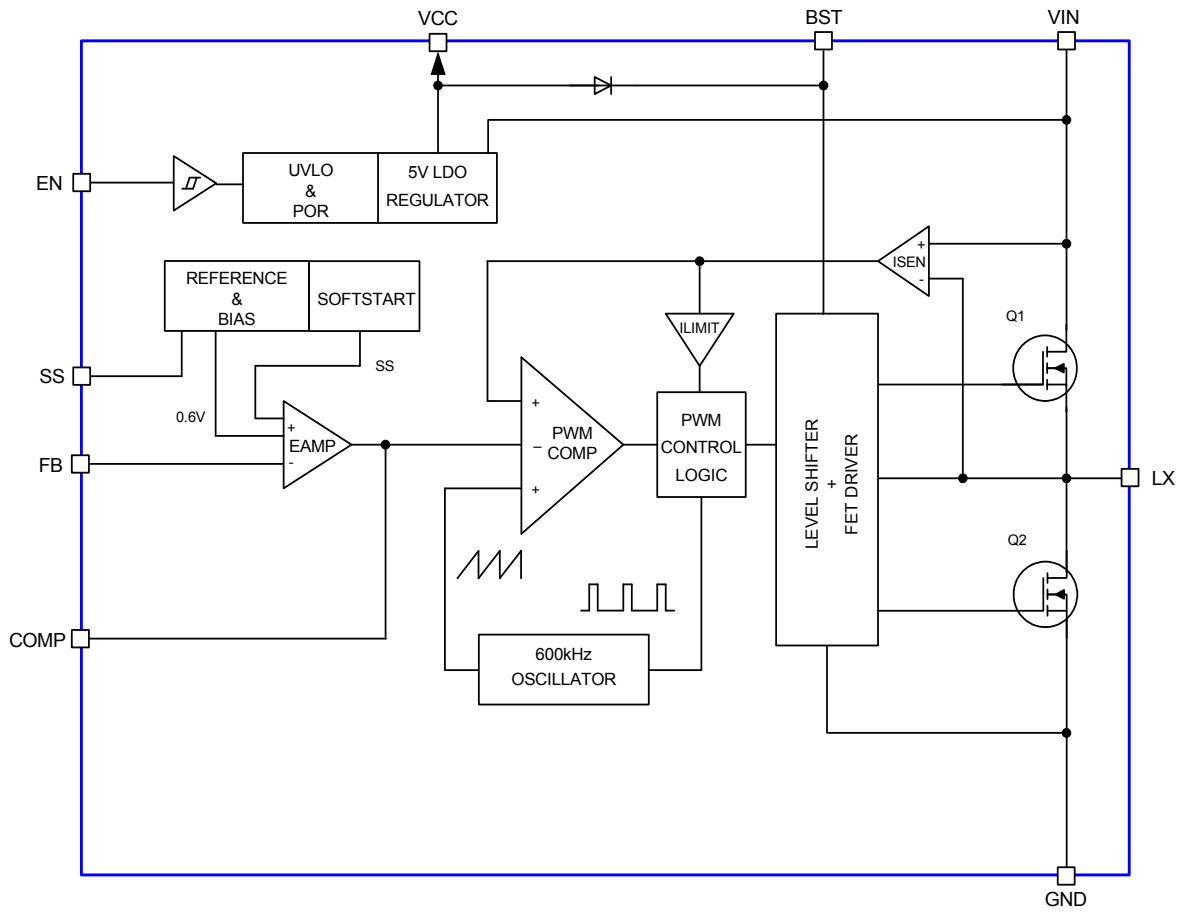 VCC
BST
VIN
EN
UVLO
&
POR
5V LDO
REGULATOR
REFERENCE
&
BIAS
SOFTSTART
+
ISEN
-
ILIMIT
Q1
SS
SS
0.6V
+
EAMP
-
FB
+
– PWM
COMP
+
PWM
CONTROL
LOGIC
LEVEL SHIFTER
+
FET DRIVER
LX
Q2
COMP
600kHz
OSCILLATOR
GND